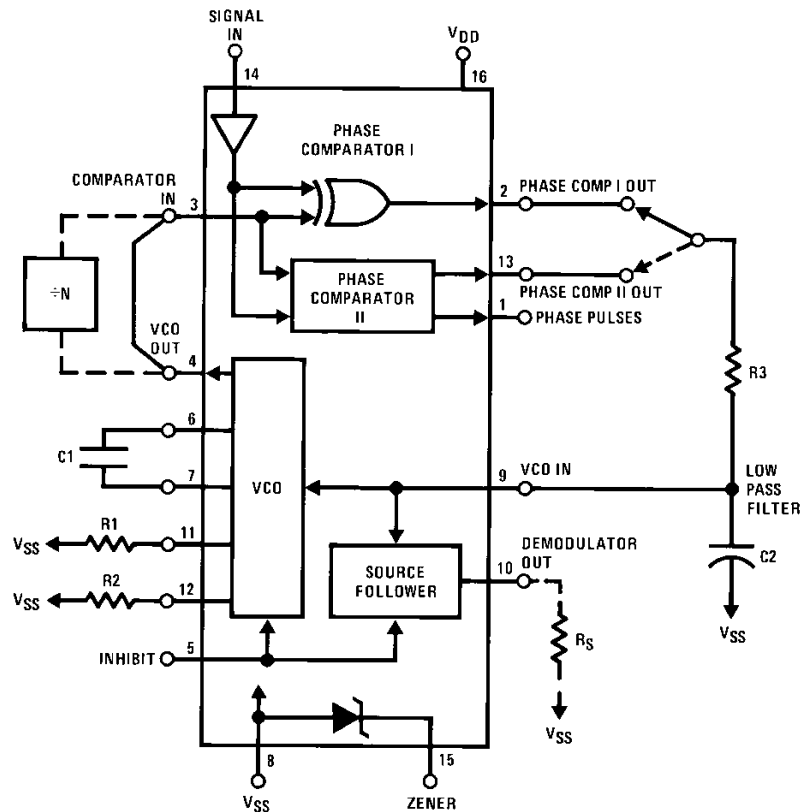 SIGNAL
IN
14
VDD
16
PHASE
COMPARATOR I
COMPARATOR
IN
3
2
PHASE COMP I OUT
÷N
PHASE
COMPARATOR
II
13
PHASE COMP II OUT
1
PHASE PULSES
VCO
OUT
4
R3
6
C1
7
VCO
9
VCO IN
LOW
PASS
FILTER
VSS
R1
11
DEMODULATOR
OUT
C2
VSS
R2
12
SOURCE
FOLLOWER
10
VSS
INHIBIT
5
RS
VSS
8
15
VSS
ZENER